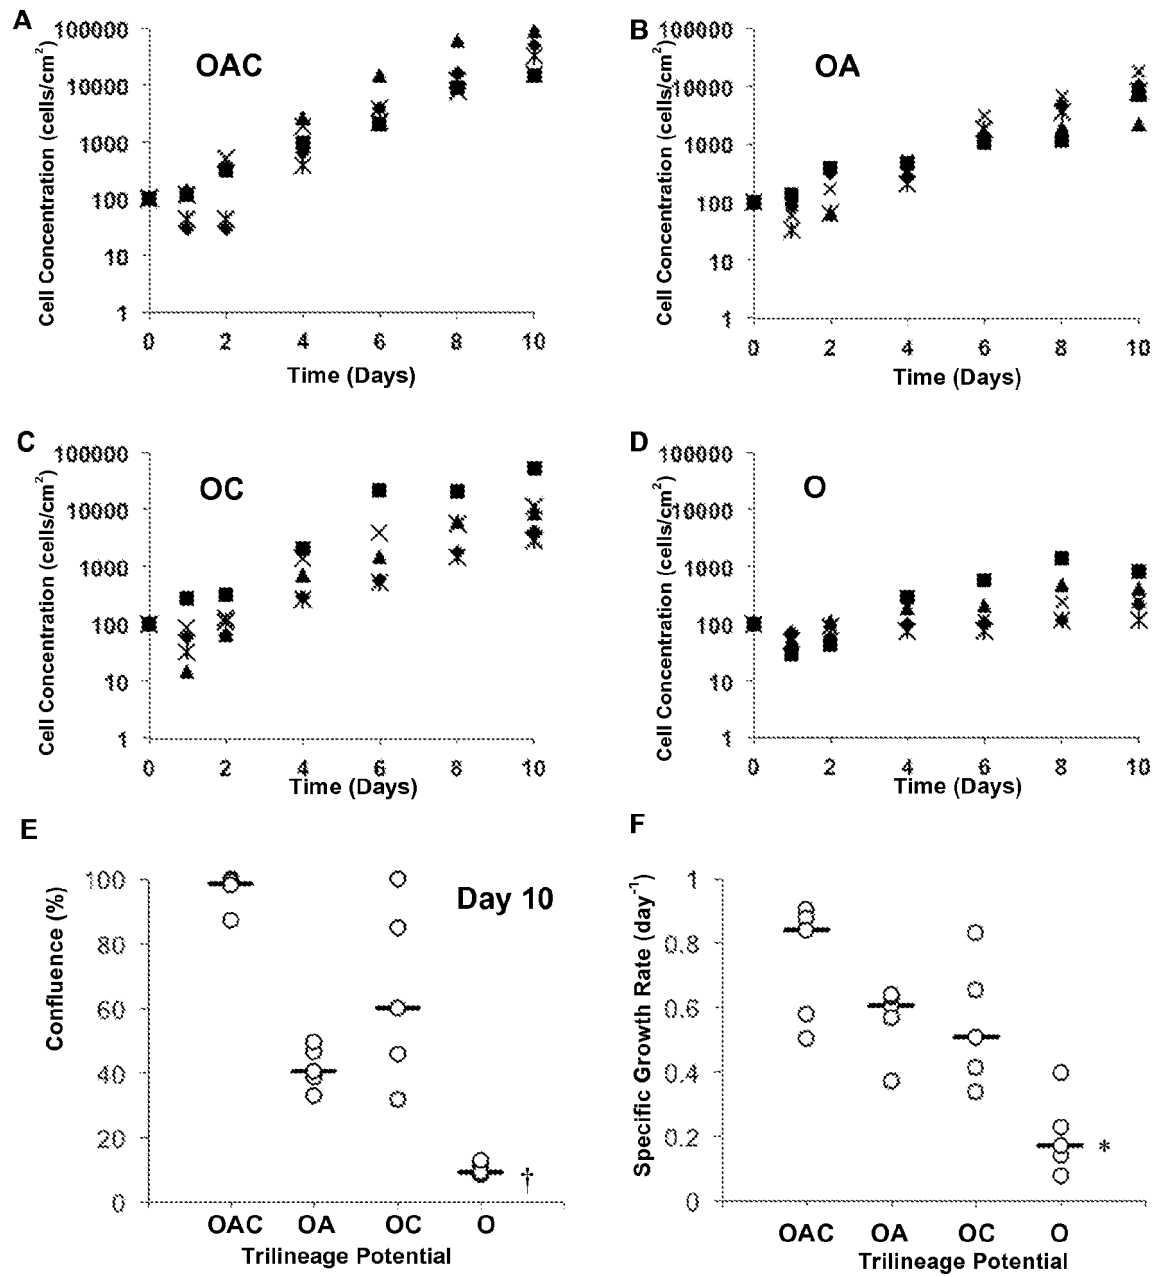 A
OAC
Cell Concentration (cells/cm²)
100000
10000
1000
100
10
1
0 2 4 6 8 10
Time (Days)
B
OA
Cell Concentration (cells/cm²)
100000
10000
1000
100
10
1
0 2 4 6 8 10
Time (Days)
C
OC
Cell Concentration (cells/cm²)
100000
10000
1000
100
10
1
0 2 4 6 8 10
Time (Days)
D
O
Cell Concentration (cells/cm²)
100000
10000
1000
100
10
1
0 2 4 6 8 10
Time (Days)
E
Day 10
Confluence (%)
100
80
60
40
20
0
†
OAC OA OC O
Trilineage Potential
F
Specific Growth Rate (day⁻¹)
1
0.8
0.6
0.4
0.2
0
*
OAC OA OC O
Trilineage Potential